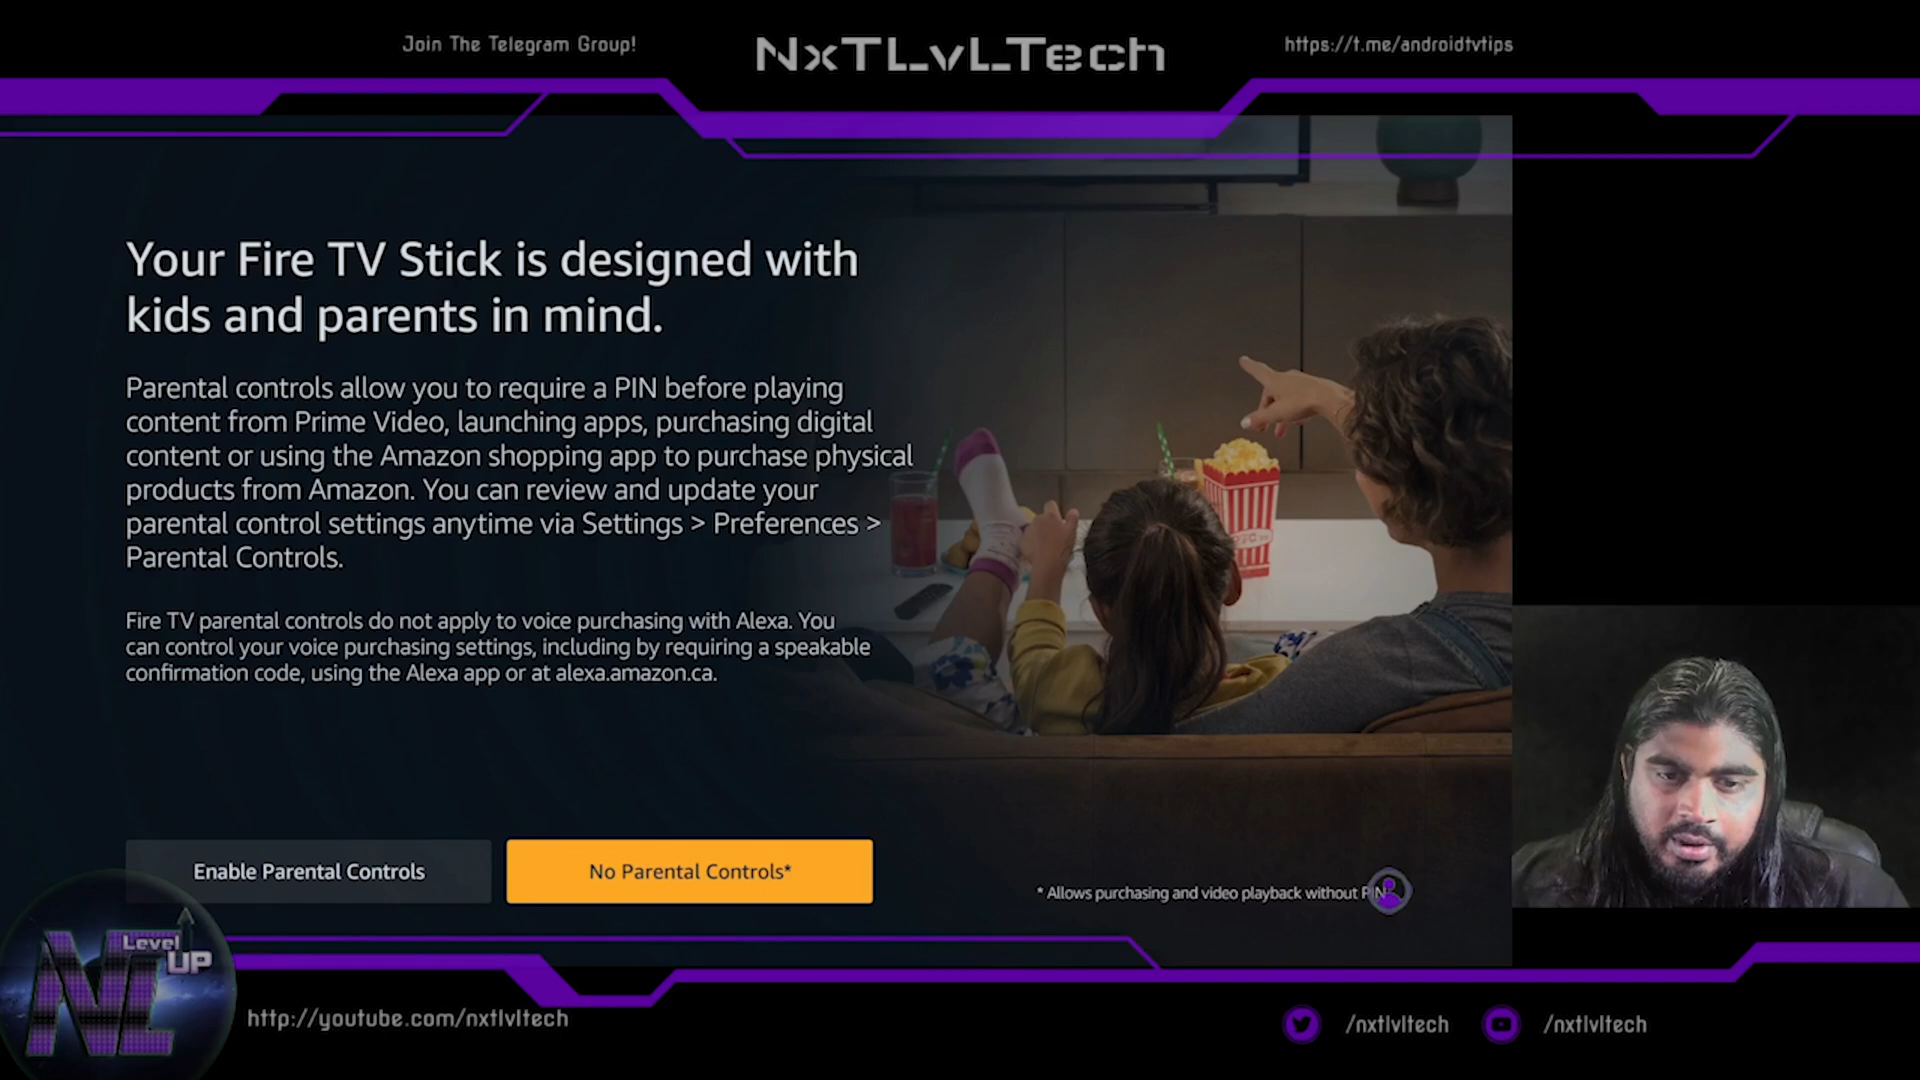 Join The Telegram Group!
NxTLvLTech
https://t.me/androidtvtips
Your Fire TV Stick is designed with
kids and parents in mind.
Parental controls allow you to require a PIN before playing
content from Prime Video, launching apps, purchasing digital
content or using the Amazon shopping app to purchase physical
products from Amazon. You can review and update your
parental control settings anytime via Settings > Preferences >
Parental Controls.
Fire TV parental controls do not apply to voice purchasing with Alexa. You
can control your voice purchasing settings, including by requiring a speakable
confirmation code, using the Alexa app or at alexa.amazon.ca.
Enable Parental Controls
No Parental Controls*
* Allows purchasing and video playback without PIN
Level
UP
NL
http://youtube.com/nxtlvltech
/nxtlvltech
/nxtlvltech